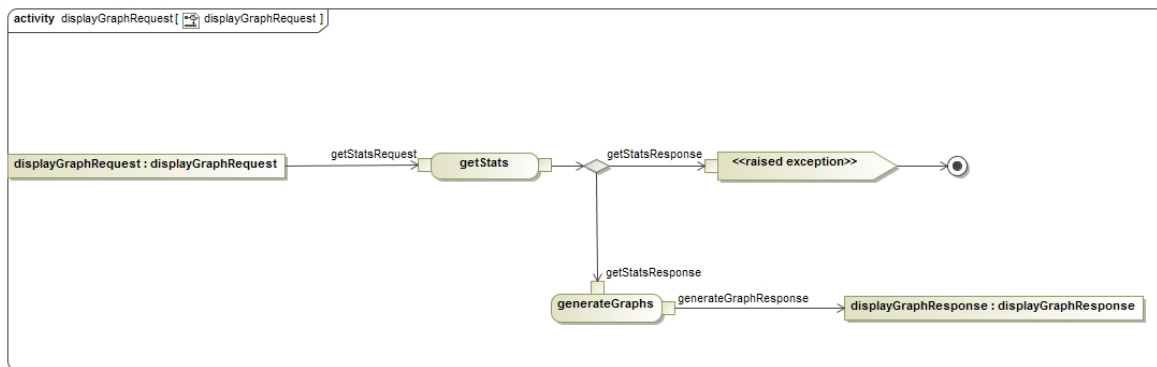 activity displayGraphRequest [ displayGraphRequest ]
getStatsRequest
getStatsResponse
displayGraphRequest : displayGraphRequest
getStats
<<raised exception>>
getStatsResponse
generateGraphs
generateGraphResponse
displayGraphResponse : displayGraphResponse